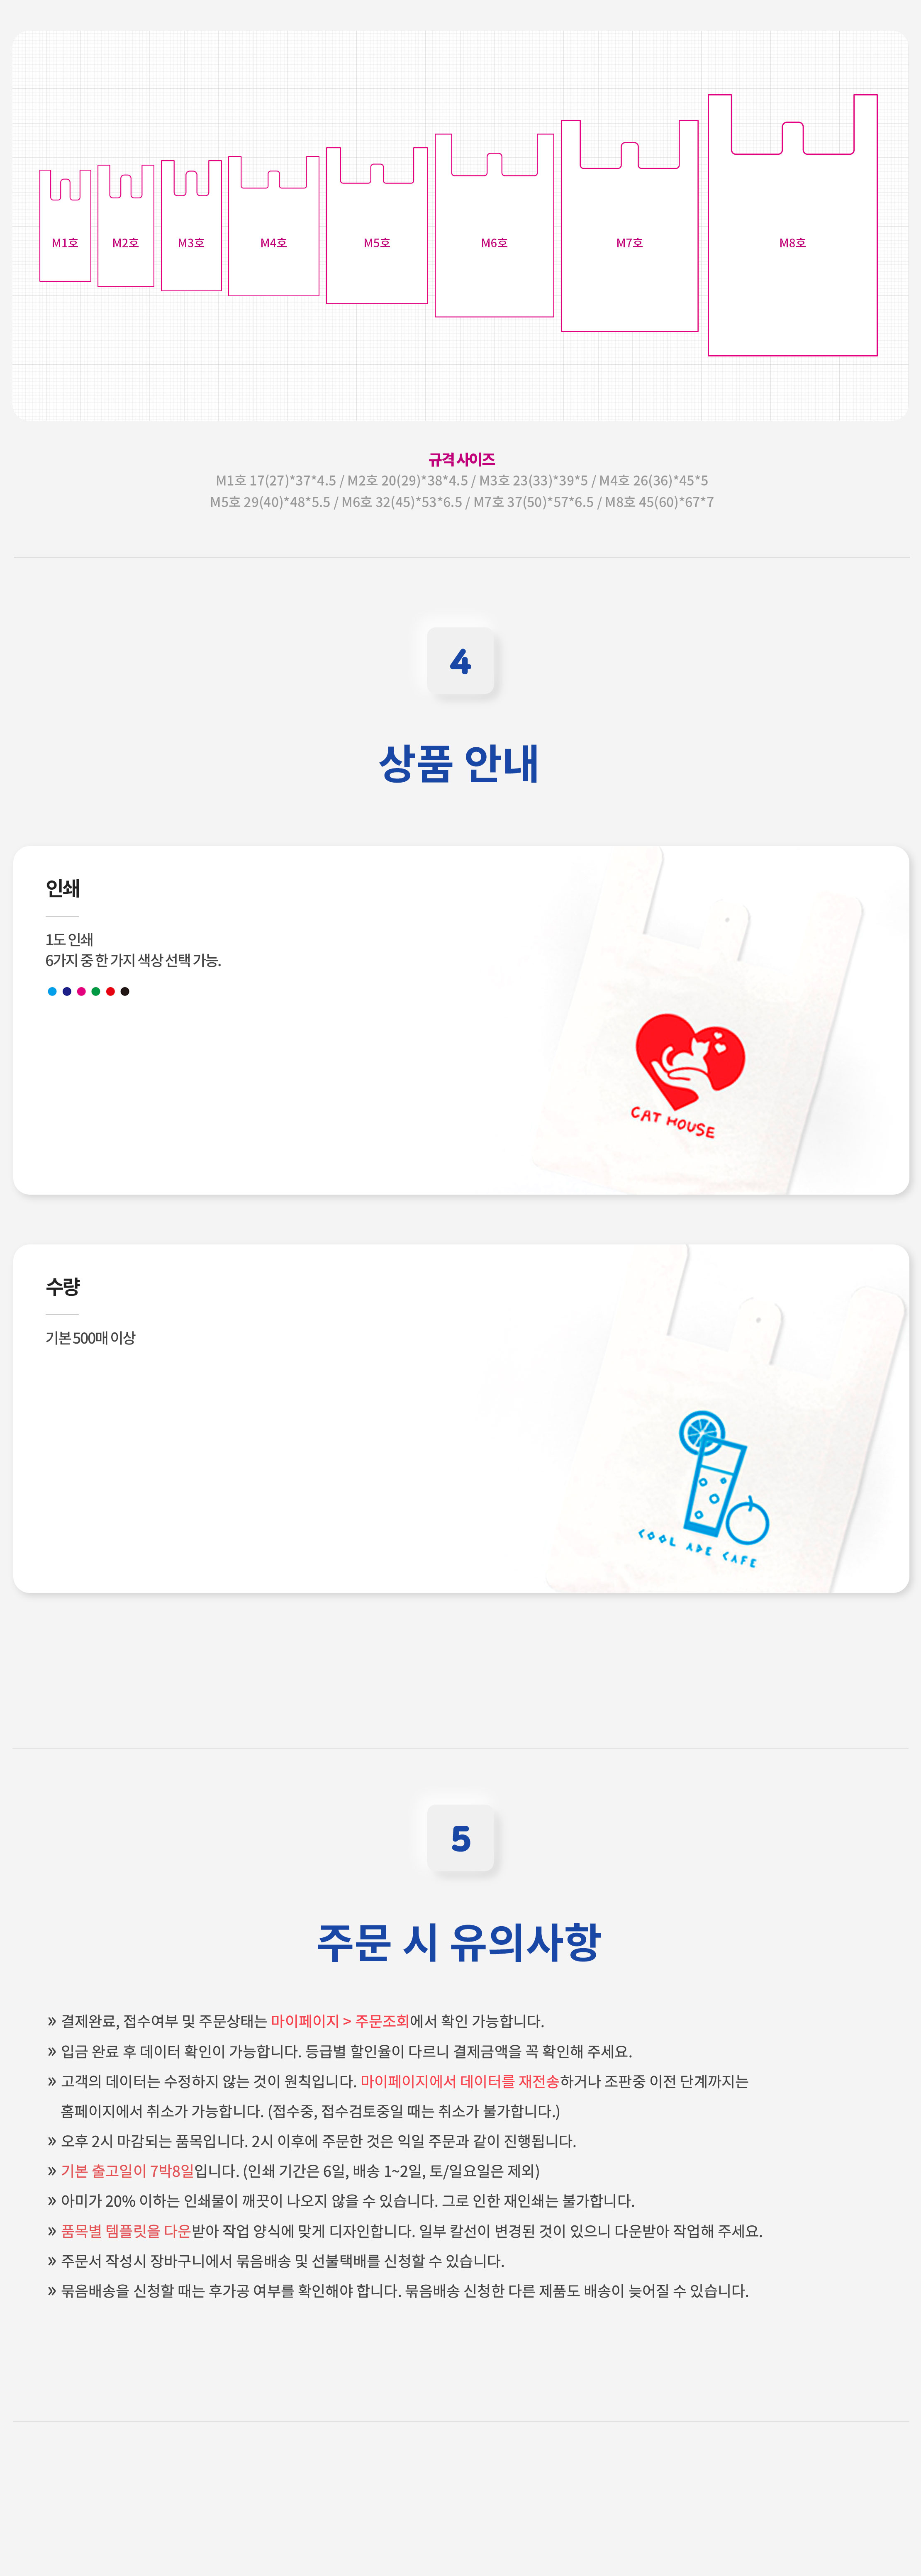 M1호
M2호
M3호
M4호
M5호
M6호
M7호
M8호
규격 사이즈
M1호 17(27)*37*4.5 / M2호 20(29)*38*4.5 / M3호 23(33)*39*5 / M4호 26(36)*45*5
M5호 29(40)*48*5.5 / M6호 32(45)*53*6.5 / M7호 37(50)*57*6.5 / M8호 45(60)*67*7
4
상품 안내
인쇄
1도 인쇄
6가지 중 한 가지 색상 선택 가능.
CAT HOUSE
수량
기본 500매 이상
COOL ADE CAFE
5
주문 시 유의사항
» 결제완료, 접수여부 및 주문상태는 마이페이지 > 주문조회에서 확인 가능합니다.
» 입금 완료 후 데이터 확인이 가능합니다. 등급별 할인율이 다르니 결제금액을 꼭 확인해 주세요.
» 고객의 데이터는 수정하지 않는 것이 원칙입니다. 마이페이지에서 데이터를 재전송하거나 조판중 이전 단계까지는
홈페이지에서 취소가 가능합니다. (접수중, 접수검토중일 때는 취소가 불가합니다.)
» 오후 2시 마감되는 품목입니다. 2시 이후에 주문한 것은 익일 주문과 같이 진행됩니다.
» 기본 출고일이 7박8일입니다. (인쇄 기간은 6일, 배송 1~2일, 토/일요일은 제외)
» 아미가 20% 이하는 인쇄물이 깨끗이 나오지 않을 수 있습니다. 그로 인한 재인쇄는 불가합니다.
» 품목별 템플릿을 다운받아 작업 양식에 맞게 디자인합니다. 일부 칼선이 변경된 것이 있으니 다운받아 작업해 주세요.
» 주문서 작성시 장바구니에서 묶음배송 및 선불택배를 신청할 수 있습니다.
» 묶음배송을 신청할 때는 후가공 여부를 확인해야 합니다. 묶음배송 신청한 다른 제품도 배송이 늦어질 수 있습니다.